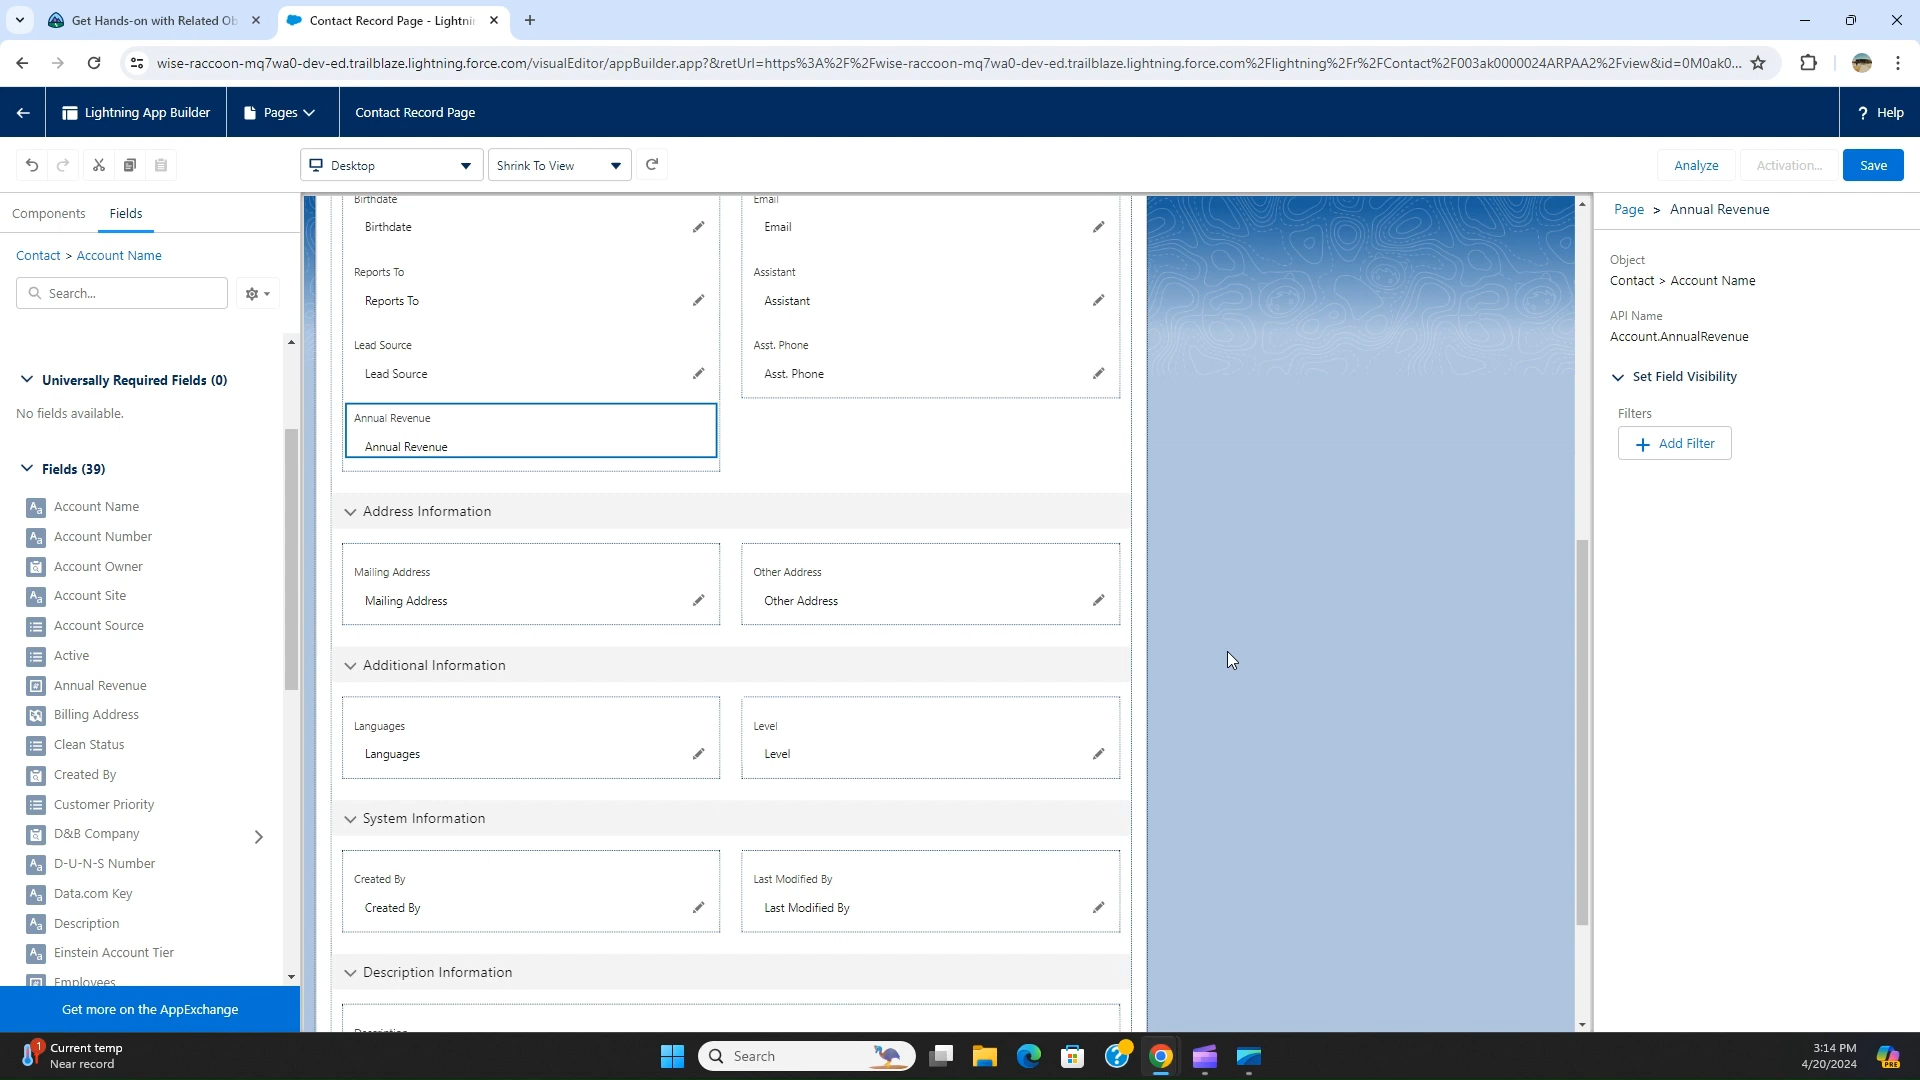 Get Hands-on with Related Ob
Contact Record Page - Lightnin
wise-raccoon-mq7wa0-dev-ed.trailblaze.lightning.force.com/visualEditor/appBuilder.app?&retUrl=https%3A%2F%2Fwise-raccoon-mq7wa0-dev-ed.trailblaze.lightning.force.com%2Flightning%2Fr%2FContact%2F003ak0000024ARPAA2%2Fview&id=0M0ak0...
Lightning App Builder
Pages
Contact Record Page
? Help
Desktop
Shrink To View
Analyze
Activation...
Save
Components
Fields
Contact > Account Name
Search...
Universally Required Fields (0)
No fields available.
Fields (39)
Account Name
Account Number
Account Owner
Account Site
Account Source
Active
Annual Revenue
Billing Address
Clean Status
Created By
Customer Priority
D&B Company
D-U-N-S Number
Data.com Key
Description
Einstein Account Tier
Employees
Get more on the AppExchange
Birthdate
Birthdate
Email
Email
Reports To
Reports To
Assistant
Assistant
Lead Source
Lead Source
Asst. Phone
Asst. Phone
Annual Revenue
Annual Revenue
Address Information
Mailing Address
Mailing Address
Other Address
Other Address
Additional Information
Languages
Languages
Level
Level
System Information
Created By
Created By
Last Modified By
Last Modified By
Description Information
Description
Page > Annual Revenue
Object
Contact > Account Name
API Name
Account.AnnualRevenue
Set Field Visibility
Filters
+ Add Filter
1
Current temp
Near record
Search
3:14 PM
4/20/2024
PRE